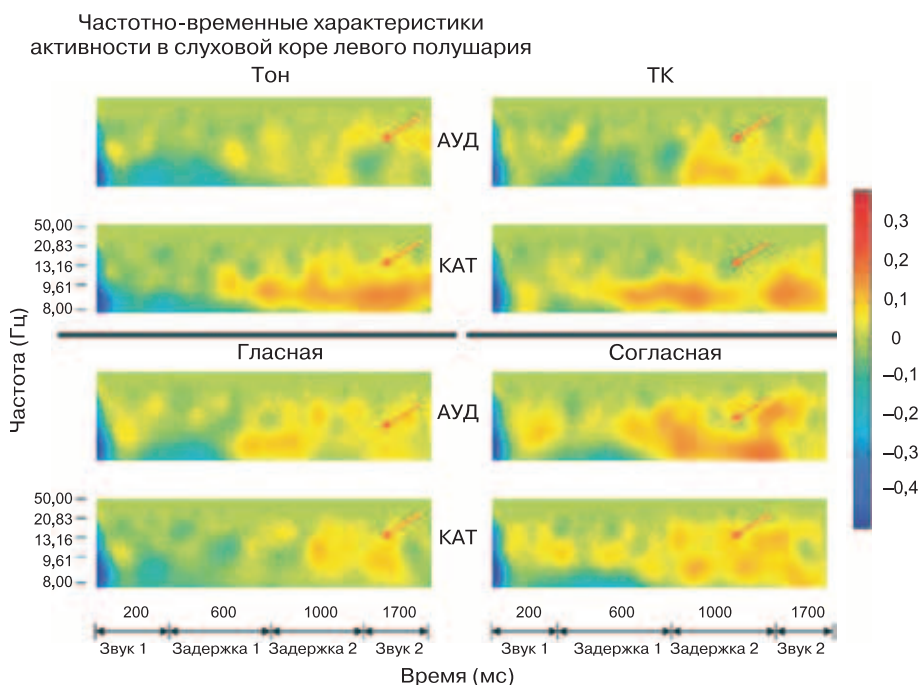 Частотно-временные характеристики
активности в слуховой коре левого полушария
Тон
ТК
АУД
50,00
20,83
13,16
9,61
8,00
КАТ
0,3
0,2
0,1
0
–0,1
–0,2
–0,3
–0,4
Частота (Гц)
Гласная
Согласная
АУД
50,00
20,83
13,16
9,61
8,00
КАТ
200 600 1000 1700 200 600 1000 1700
Звук 1 Задержка 1 Задержка 2 Звук 2 Звук 1 Задержка 1 Задержка 2 Звук 2
Время (мс)